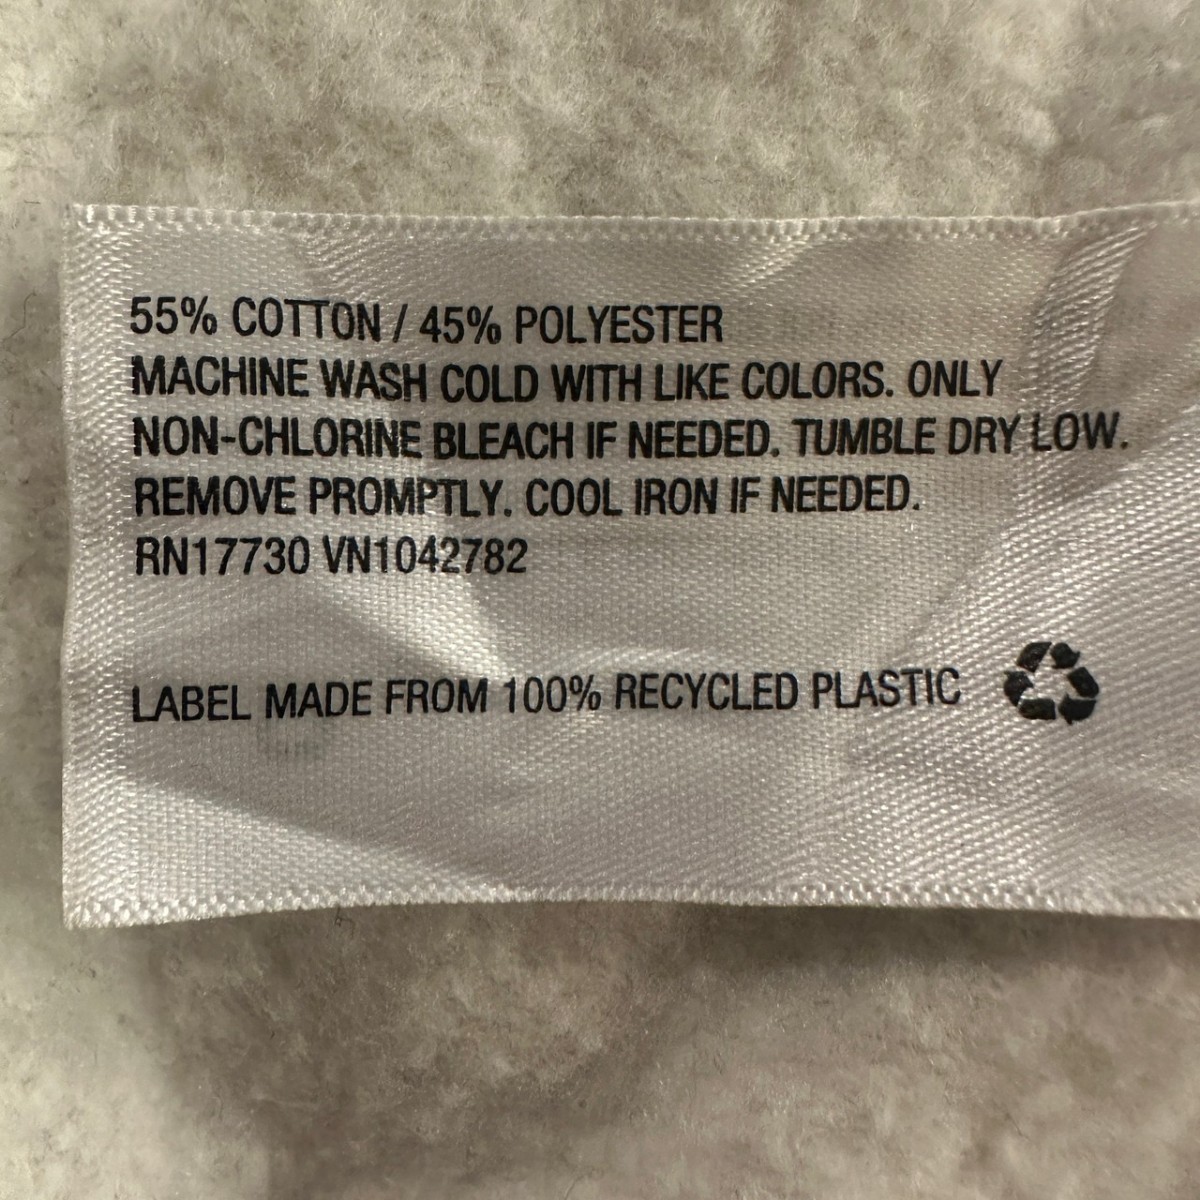 55% COTTON / 45% POLYESTER
MACHINE WASH COLD WITH LIKE COLORS. ONLY
NON-CHLORINE BLEACH IF NEEDED. TUMBLE DRY LOW.
REMOVE PROMPTLY. COOL IRON IF NEEDED.
RN17730 VN1042782
LABEL MADE FROM 100% RECYCLED PLASTIC